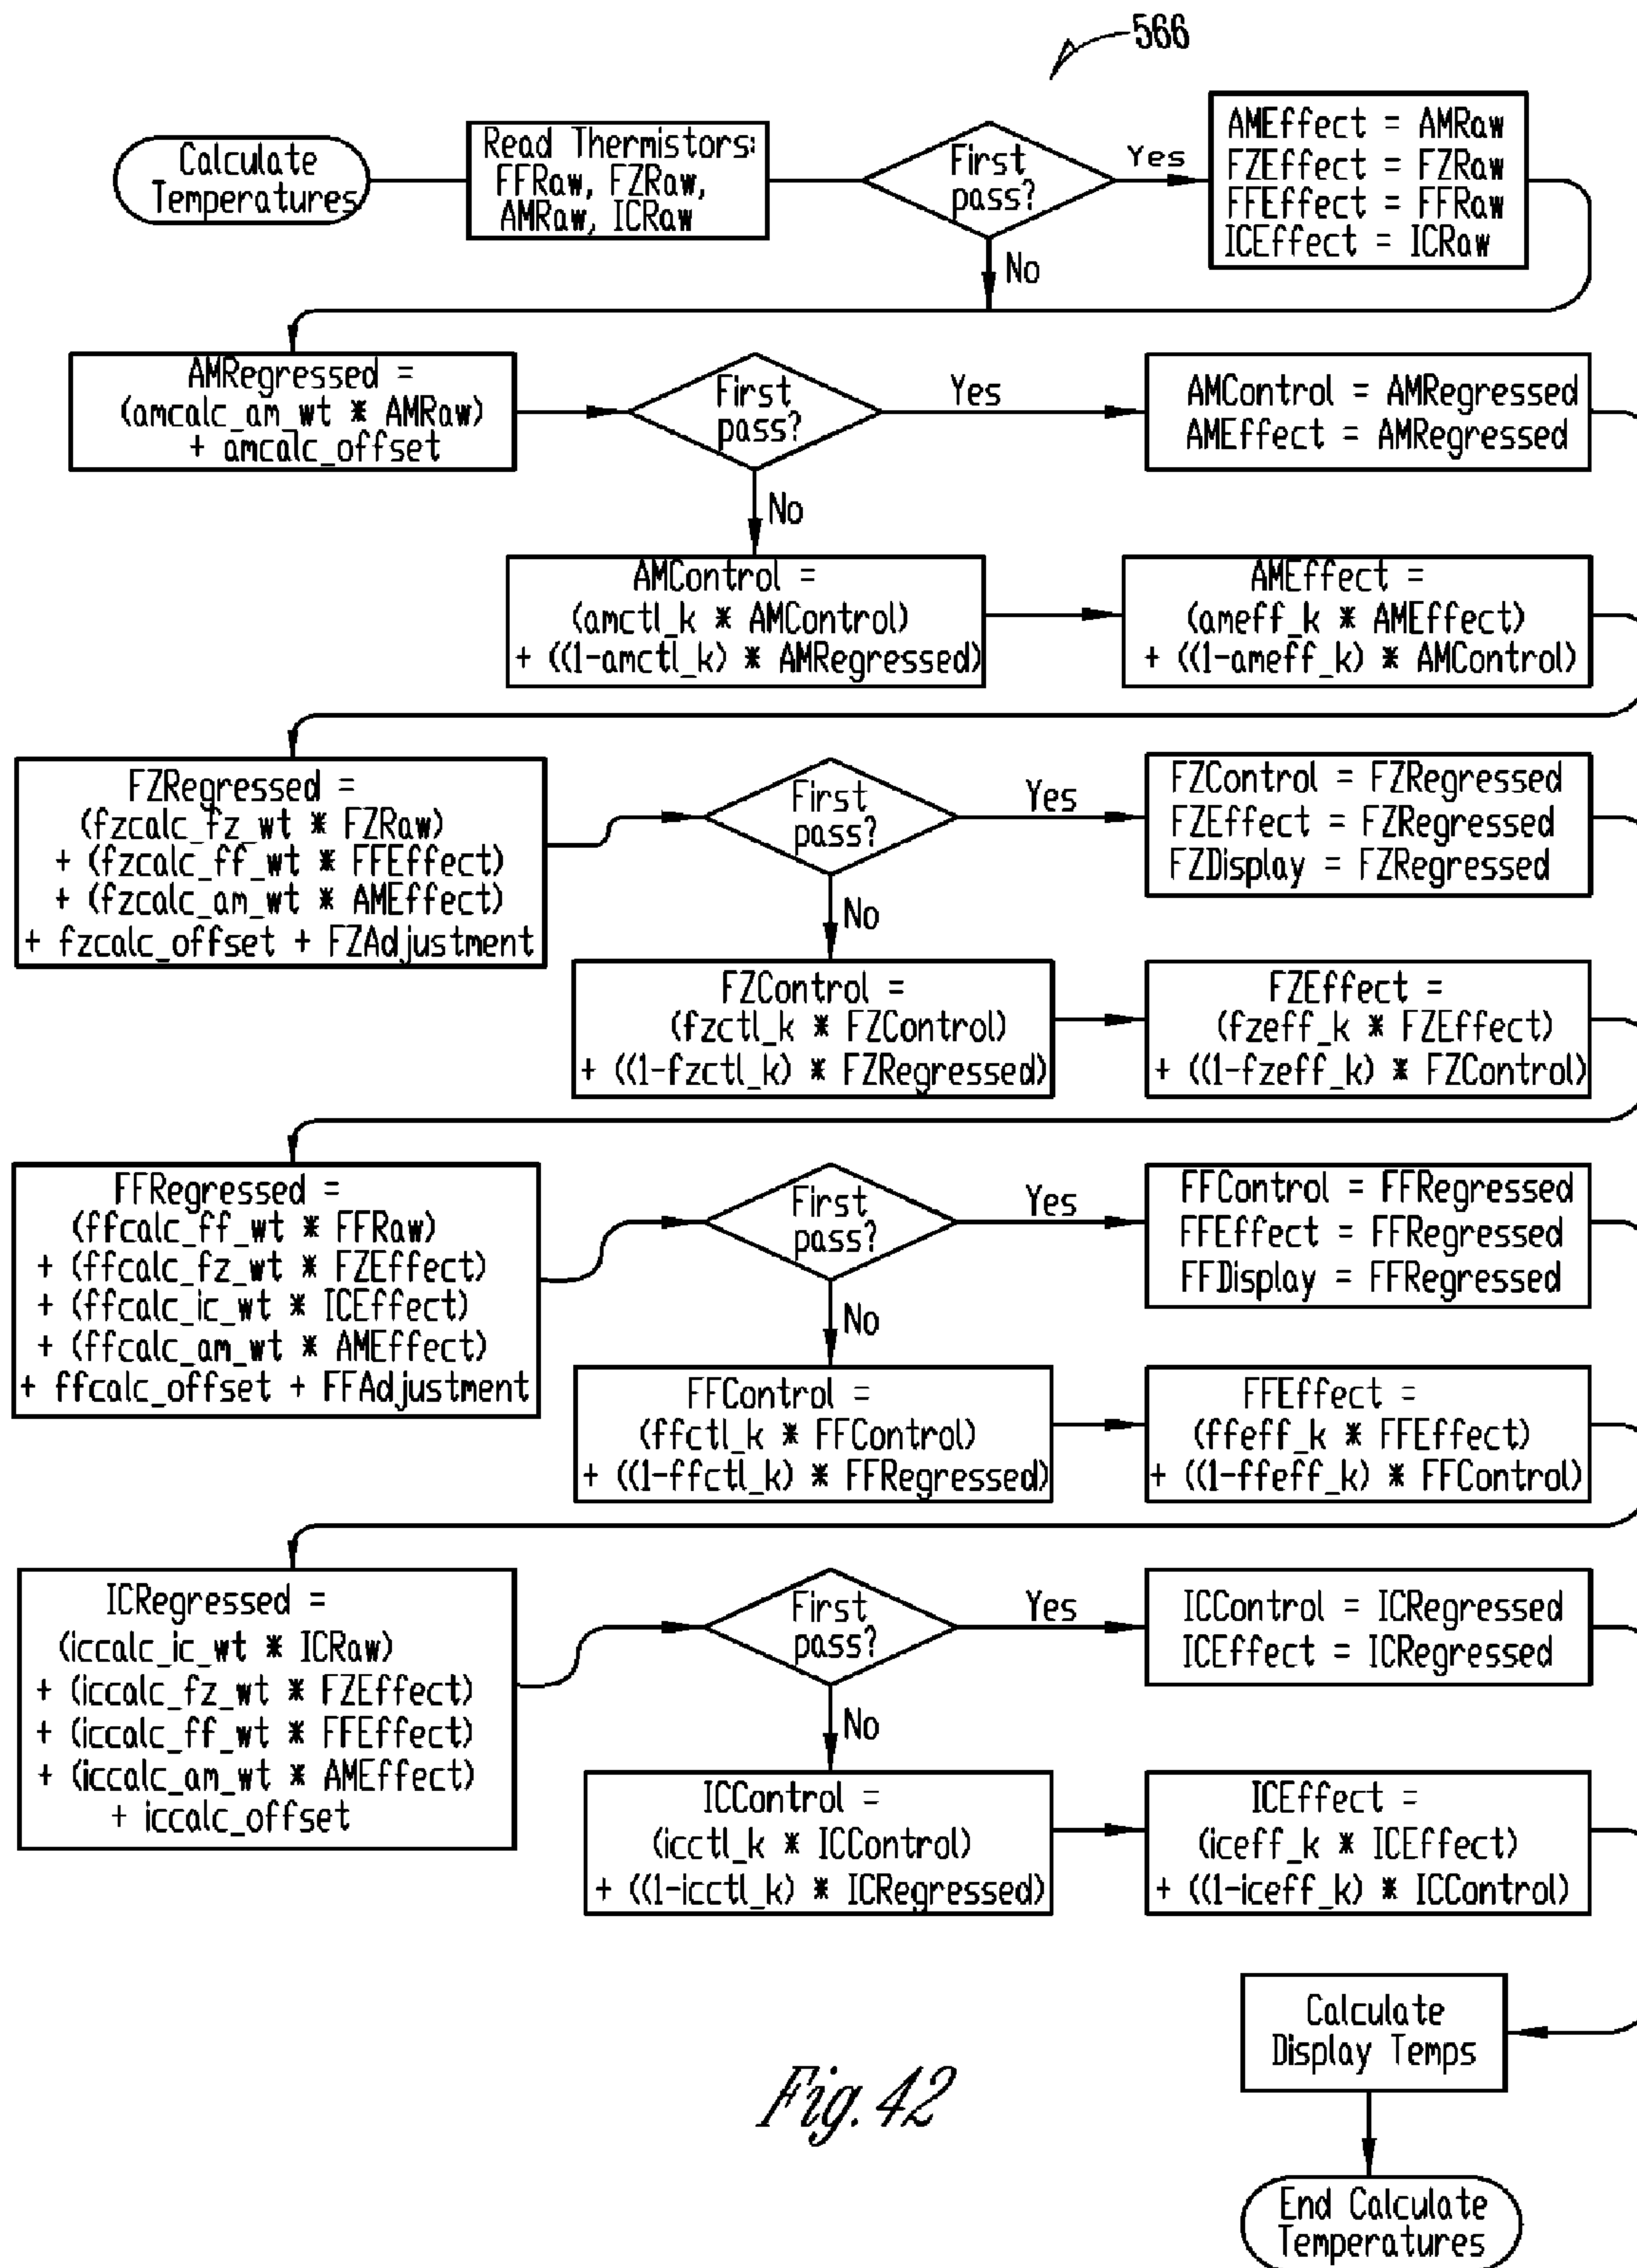 566
Calculate
Temperatures
Read Thermistors:
FFRaw, FZRaw,
AMRaw, ICRaw
First
pass?
Yes
No
AMEffect = AMRaw
FZEffect = FZRaw
FFEffect = FFRaw
ICEffect = ICRaw
AMRegressed =
(amcalc_am_wt * AMRaw)
+ amcalc_offset
First
pass?
Yes
No
AMControl = AMRegressed
AMEffect = AMRegressed
AMControl =
(amctl_k * AMControl)
+ ((1-amctl_k) * AMRegressed)
AMEffect =
(ameff_k * AMEffect)
+ ((1-ameff_k) * AMControl)
FZRegressed =
(fzcalc_fz_wt * FZRaw)
+ (fzcalc_ff_wt * FFEffect)
+ (fzcalc_am_wt * AMEffect)
+ fzcalc_offset + FZAdjustment
First
pass?
Yes
No
FZControl = FZRegressed
FZEffect = FZRegressed
FZDisplay = FZRegressed
FZControl =
(fzctl_k * FZControl)
+ ((1-fzctl_k) * FZRegressed)
FZEffect =
(fzeff_k * FZEffect)
+ ((1-fzeff_k) * FZControl)
FFRegressed =
(ffcalc_ff_wt * FFRaw)
+ (ffcalc_fz_wt * FZEffect)
+ (ffcalc_ic_wt * ICEffect)
+ (ffcalc_am_wt * AMEffect)
+ ffcalc_offset + FFAdjustment
First
pass?
Yes
No
FFControl = FFRegressed
FFEffect = FFRegressed
FFDisplay = FFRegressed
FFControl =
(ffctl_k * FFControl)
+ ((1-ffctl_k) * FFRegressed)
FFEffect =
(ffeff_k * FFEffect)
+ ((1-ffeff_k) * FFControl)
ICRegressed =
(iccalc_ic_wt * ICRaw)
+ (iccalc_fz_wt * FZEffect)
+ (iccalc_ff_wt * FFEffect)
+ (iccalc_am_wt * AMEffect)
+ iccalc_offset
First
pass?
Yes
No
ICControl = ICRegressed
ICEffect = ICRegressed
ICControl =
(icctl_k * ICControl)
+ ((1-icctl_k) * ICRegressed)
ICEffect =
(iceff_k * ICEffect)
+ ((1-iceff_k) * ICControl)
Calculate
Display Temps
End Calculate
Temperatures
Fig. 42